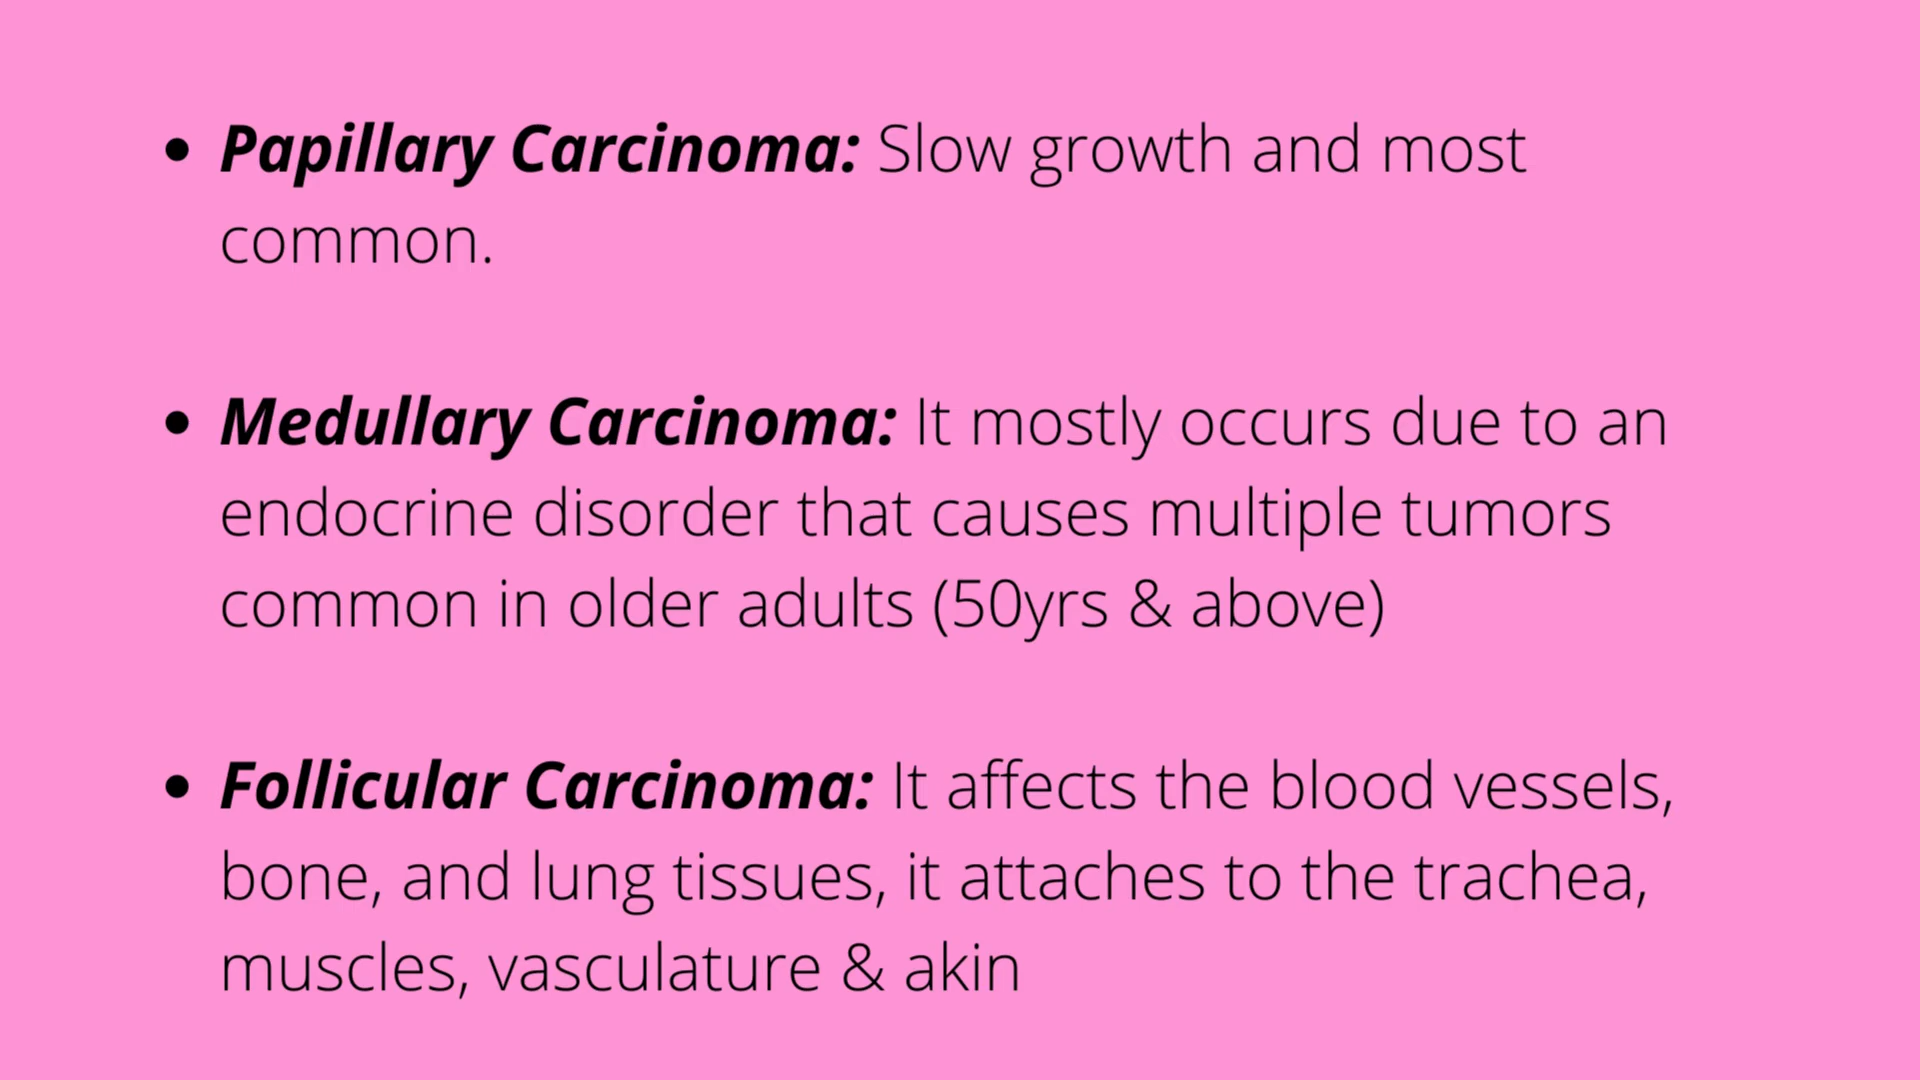 • Papillary Carcinoma: Slow growth and most
common.
• Medullary Carcinoma: It mostly occurs due to an
endocrine disorder that causes multiple tumors
common in older adults (50yrs & above)
• Follicular Carcinoma: It affects the blood vessels,
bone, and lung tissues, it attaches to the trachea,
muscles, vasculature & akin